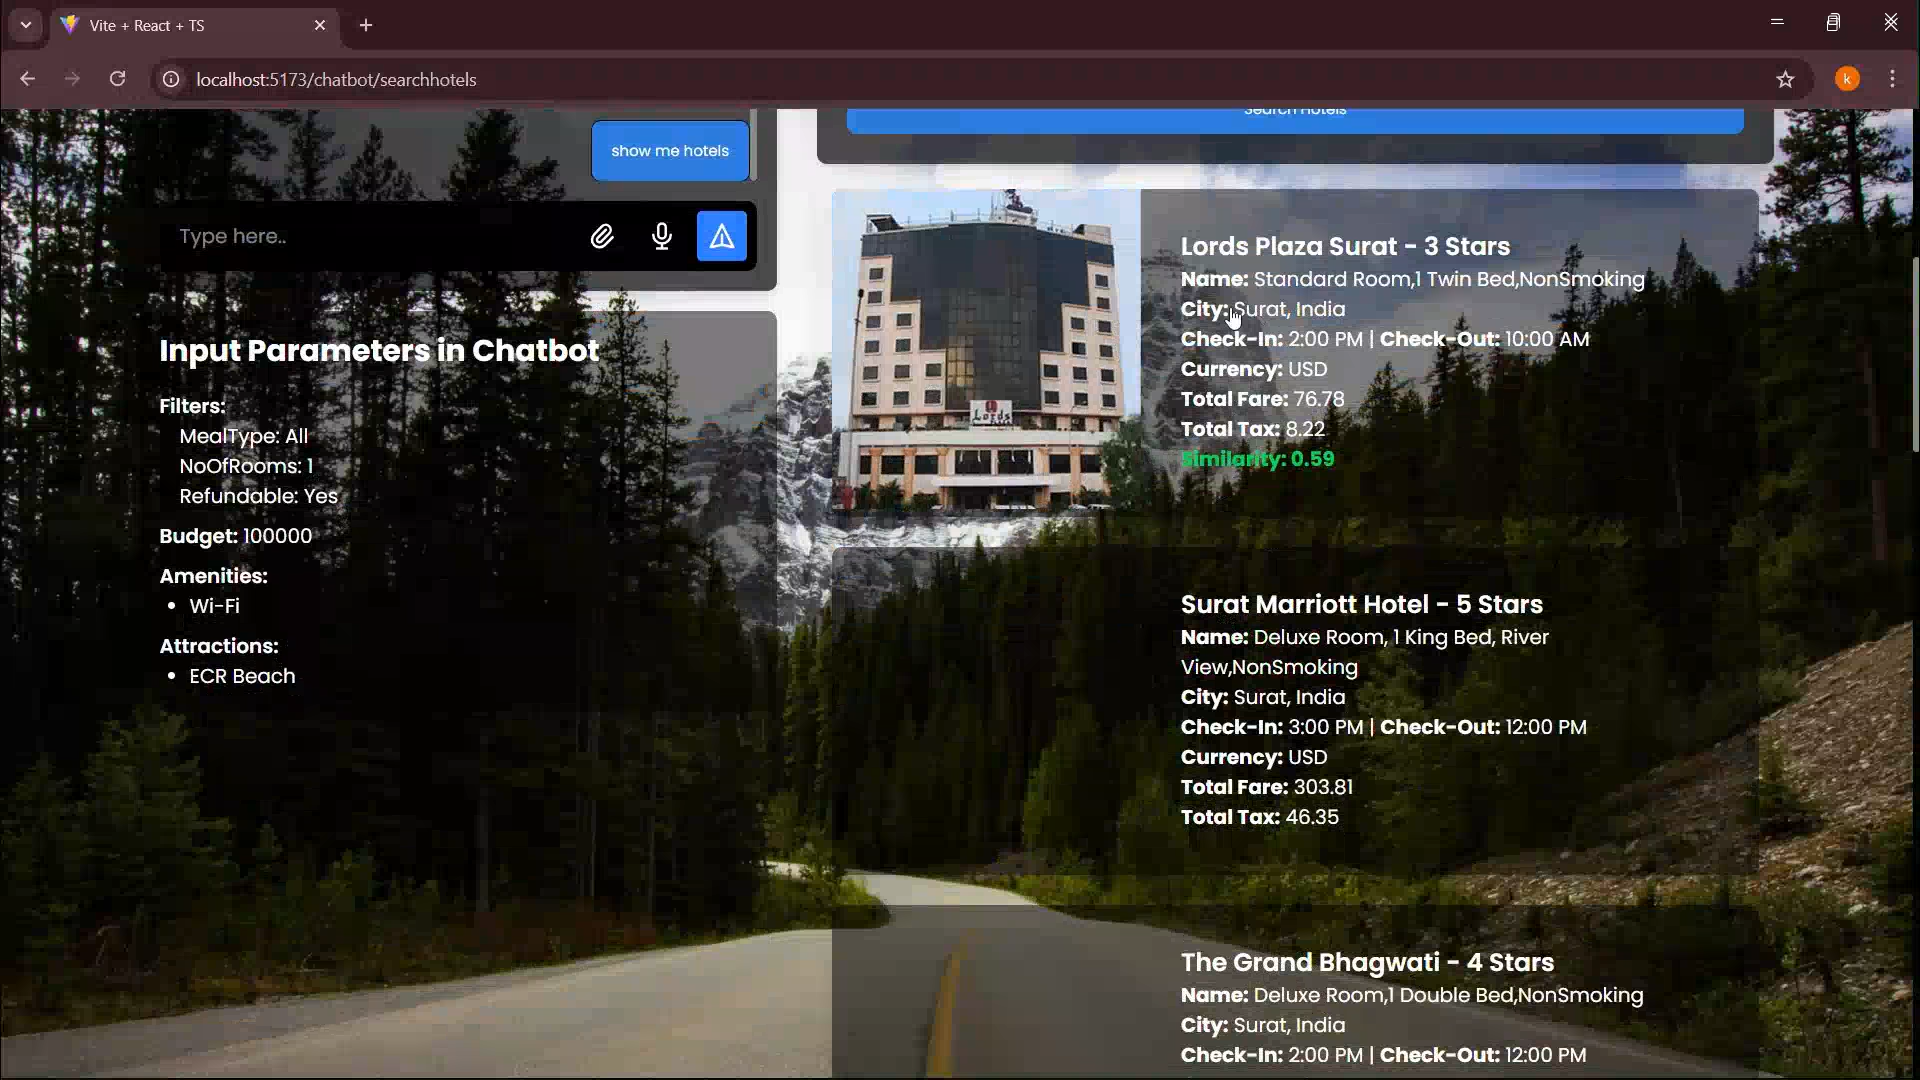 Vite + React + TS
localhost:5173/chatbot/searchhotels
k
show me hotels
Type here..
Input Parameters in Chatbot
Filters:
MealType: All
NoOfRooms: 1
Refundable: Yes
Budget: 100000
Amenities:
• Wi-Fi
Attractions:
• ECR Beach
Search Hotels
Lords
Lords Plaza Surat - 3 Stars
Name: Standard Room,1 Twin Bed,NonSmoking
City: Surat, India
Check-In: 2:00 PM | Check-Out: 10:00 AM
Currency: USD
Total Fare: 76.78
Total Tax: 8.22
Similarity: 0.59
Surat Marriott Hotel - 5 Stars
Name: Deluxe Room, 1 King Bed, River
View,NonSmoking
City: Surat, India
Check-In: 3:00 PM | Check-Out: 12:00 PM
Currency: USD
Total Fare: 303.81
Total Tax: 46.35
The Grand Bhagwati - 4 Stars
Name: Deluxe Room,1 Double Bed,NonSmoking
City: Surat, India
Check-In: 2:00 PM | Check-Out: 12:00 PM